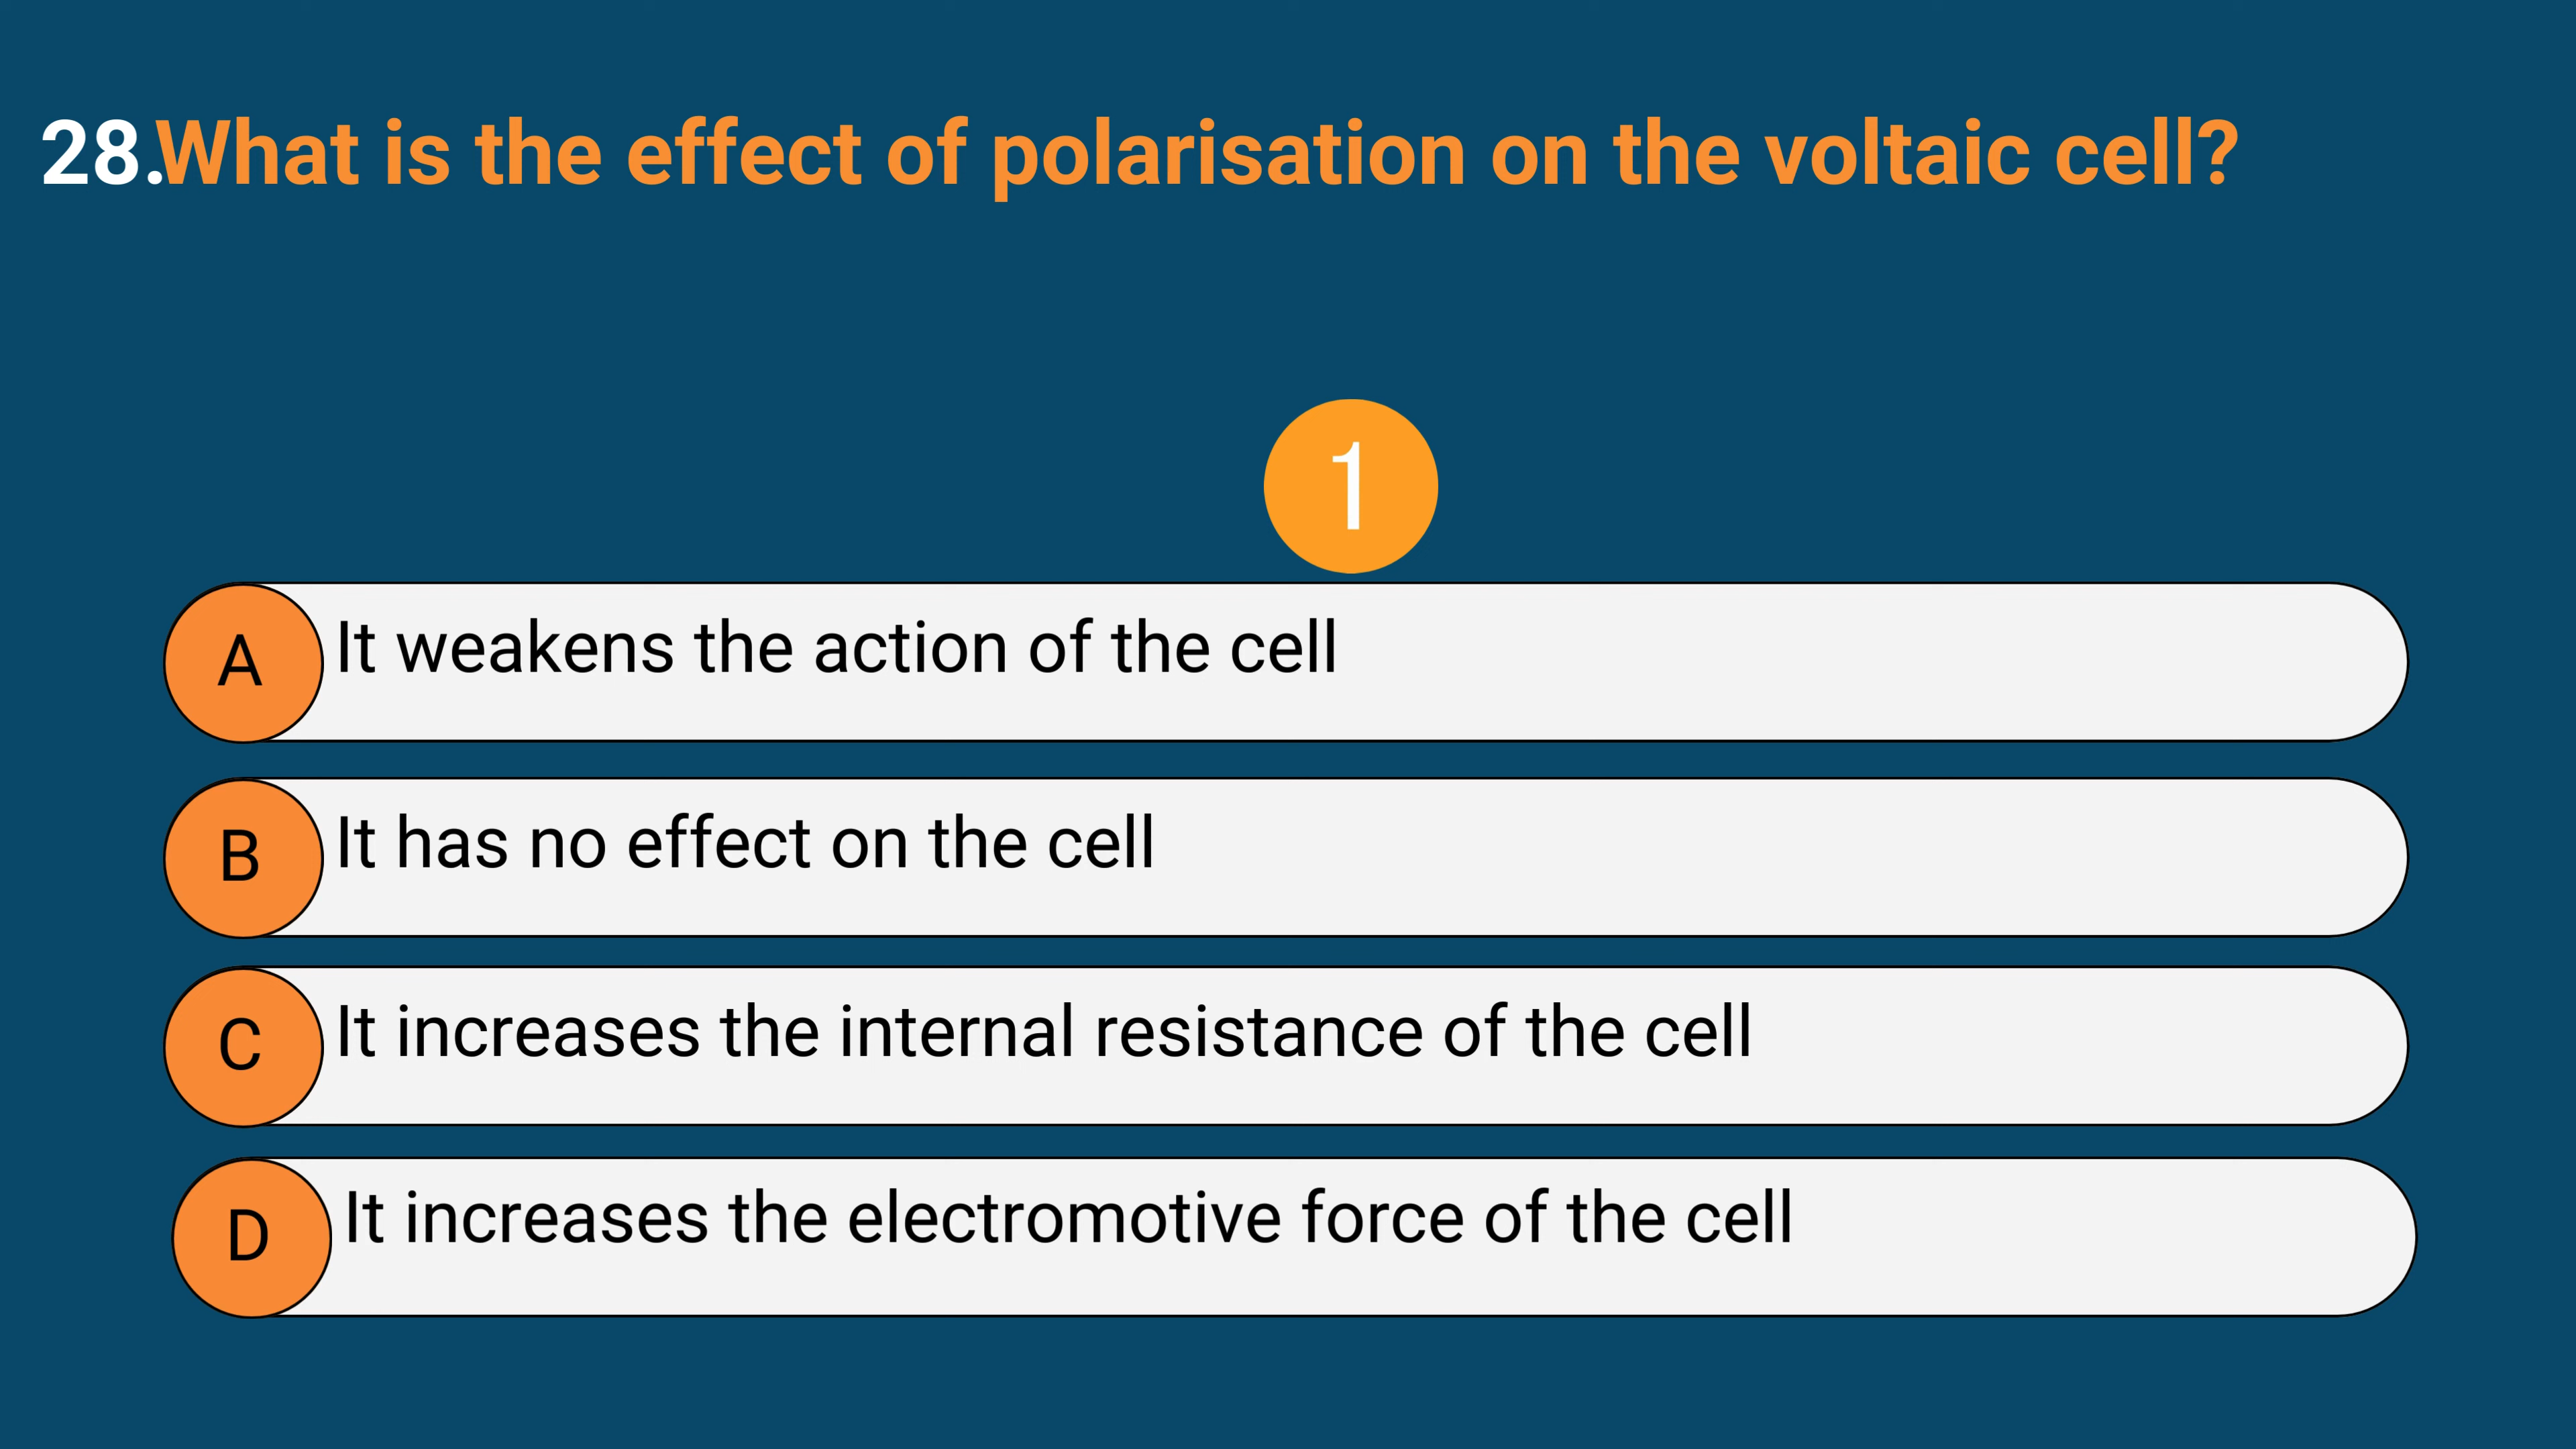 28.What is the effect of polarisation on the voltaic cell?
1
A It weakens the action of the cell
B It has no effect on the cell
C It increases the internal resistance of the cell
D It increases the electromotive force of the cell